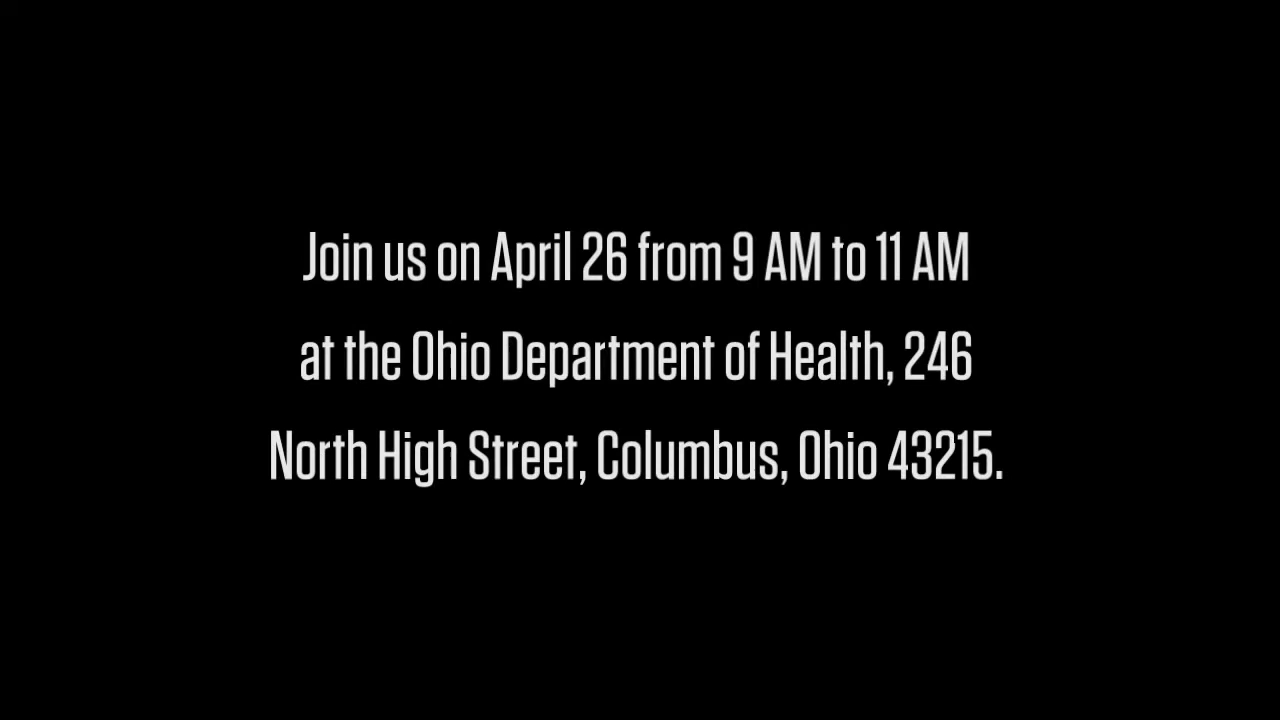 Join us on April 26 from 9 AM to 11 AM
at the Ohio Department of Health, 246
North High Street, Columbus, Ohio 43215.